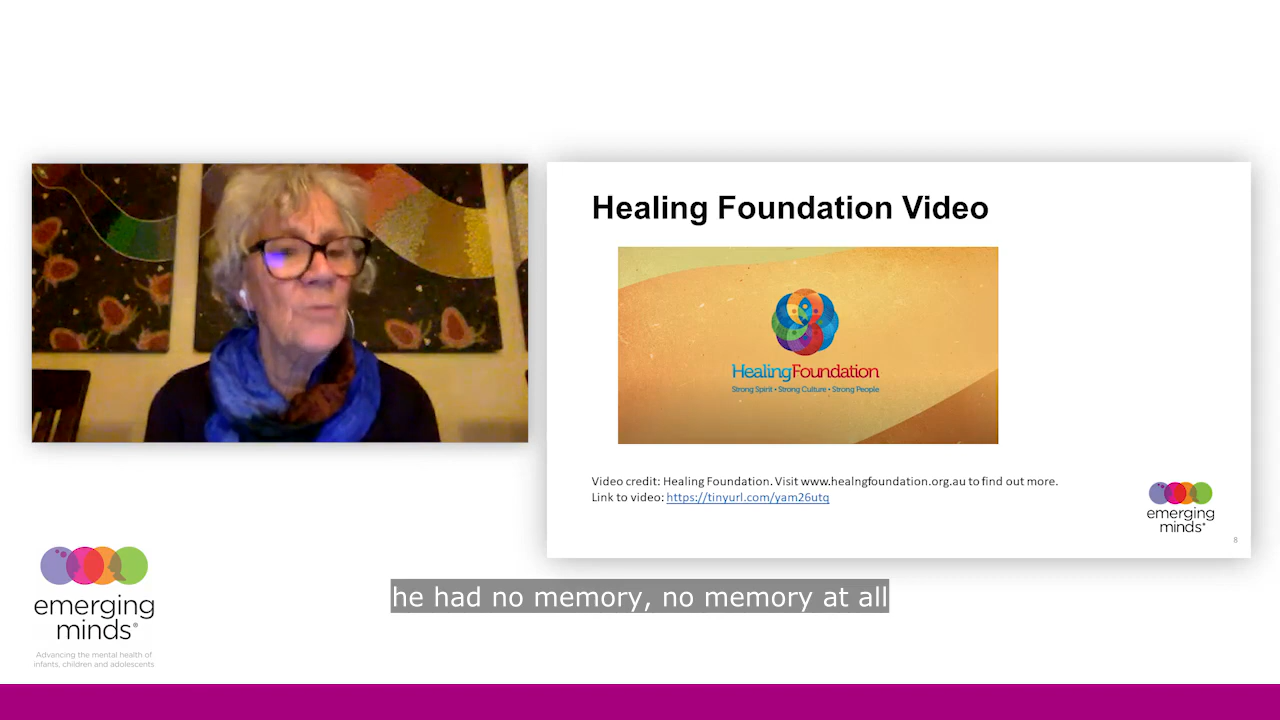 Healing Foundation Video
HealingFoundation
Strong Spirit • Strong Culture • Strong People
Video credit: Healing Foundation. Visit www.healngfoundation.org.au to find out more.
Link to video: https://tinyurl.com/yam26utq
emerging
minds®
8
emerging
minds®
Advancing the mental health of
infants, children and adolescents
he had no memory, no memory at all